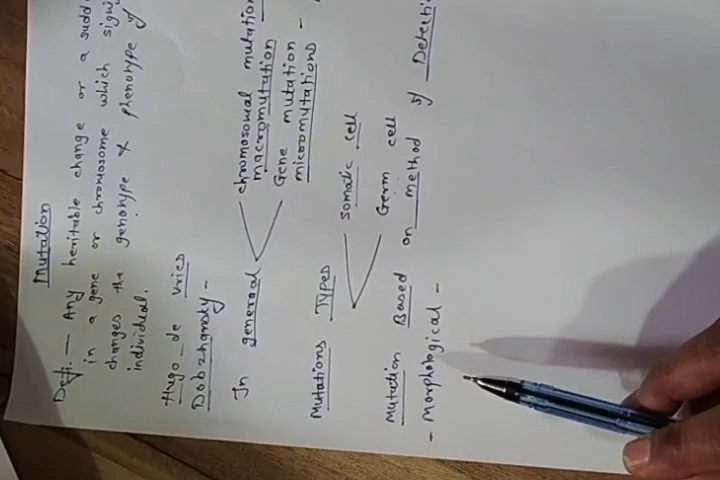 Mutation
Defi. — Any heritable change or a sudd
in a gene or chromosome which signi
changes the genotype & phenotype of
individual.
Hugo-de vries
Dobzhansky -
In general
chromosomal mutation
macromutation
Gene mutation -
micromutations
Mutations Types
somatic cell
Germ cell
Mutation Based on method of Detecti
- Morphological -